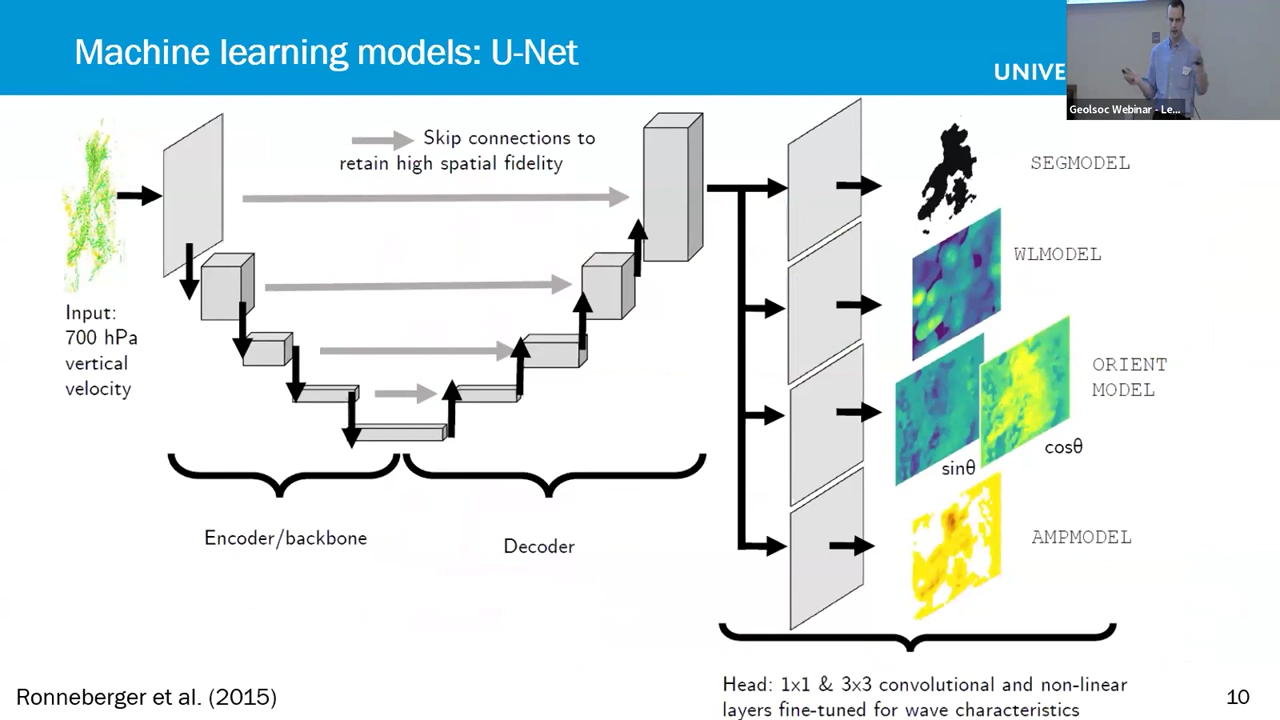 Machine learning models: U-Net
UNIVE
Geolsoc Webinar - Le...
Skip connections to
retain high spatial fidelity
Input:
700 hPa
vertical
velocity
SEGMODEL
WLMODEL
ORIENT
MODEL
sinθ
cosθ
AMPMODEL
Encoder/backbone
Decoder
Head: 1x1 & 3x3 convolutional and non-linear
layers fine-tuned for wave characteristics
Ronneberger et al. (2015)
10